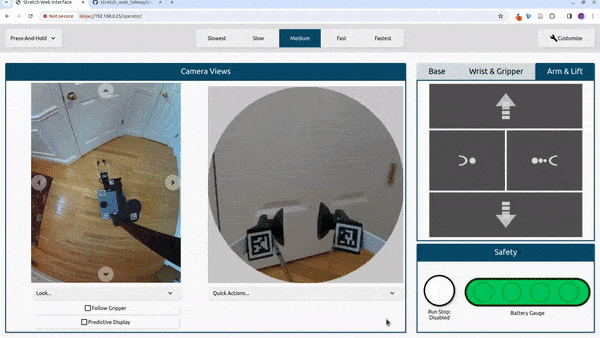 Stretch Web Interface
stretch_web_teleop/
Not secure
https://192.168.0.25/operator/
Press-And-Hold
Slowest
Slow
Medium
Fast
Fastest
Customize
Camera Views
Look...
Follow Gripper
Predictive Display
Quick Actions...
Base
Wrist & Gripper
Arm & Lift
Safety
Run Stop:
Disabled
Battery Gauge